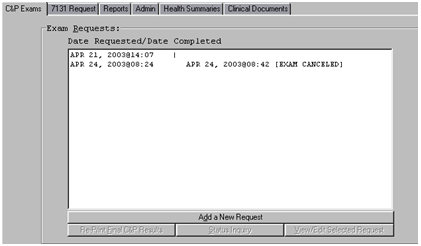 C&P Exams 7131 Request Reports Admin Health Summaries Clinical Documents
Exam Requests:
Date Requested/Date Completed
APR 21, 2003@14:07 |
APR 24, 2003@08:24 APR 24, 2003@08:42 [EXAM CANCELED]
Add a New Request
Re-Print Final C&P Results Status Inquiry View/Edit Selected Request